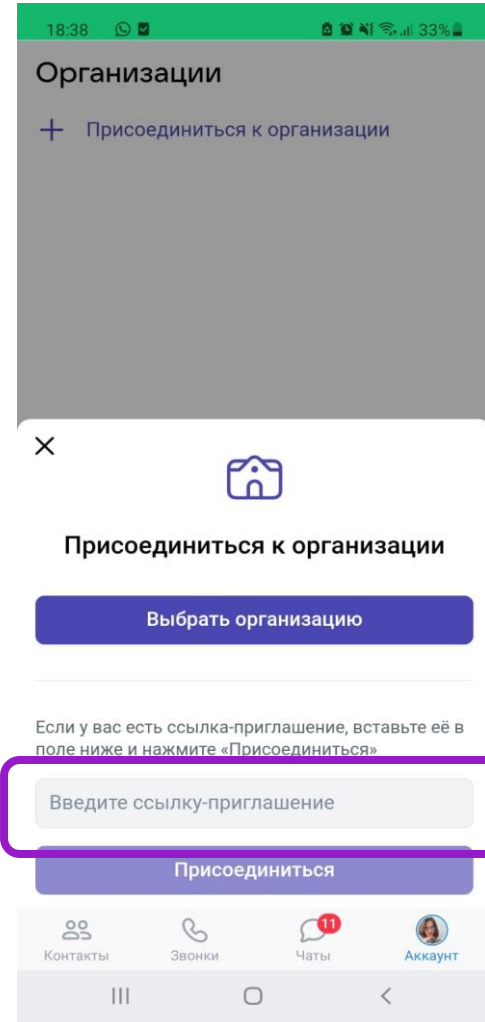 18:38 33%
Организации
+ Присоединиться к организации
Присоединиться к организации
Выбрать организацию
Если у вас есть ссылка-приглашение, вставьте её в
поле ниже и нажмите «Присоединиться»
Введите ссылку-приглашение
Присоединиться
11
Контакты Звонки Чаты Аккаунт